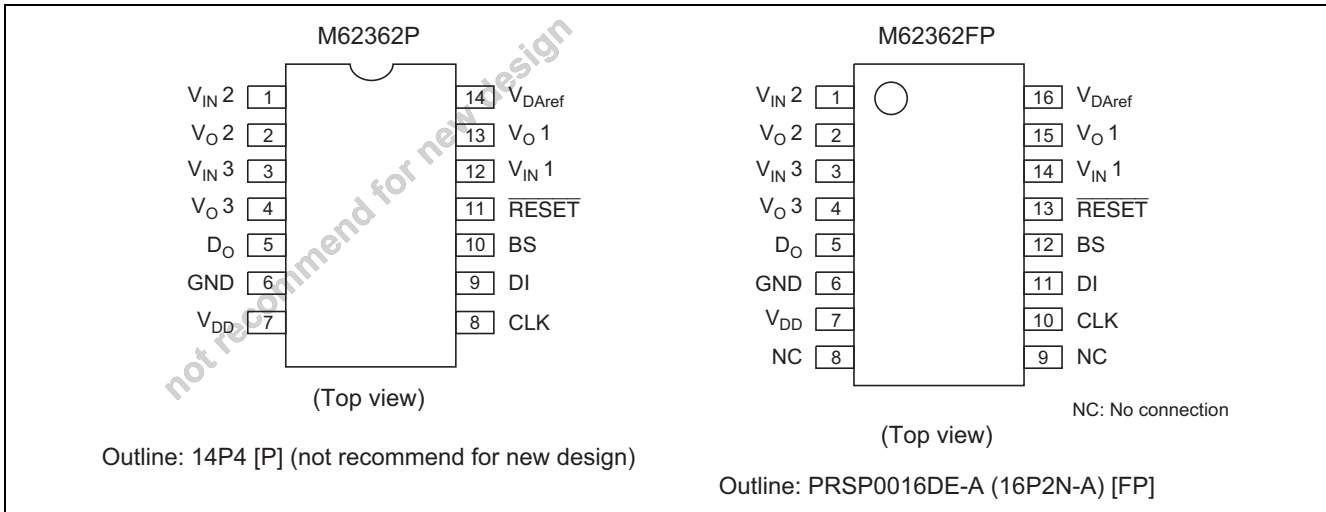 M62362P
V_IN 2 1 14 V_DAref
V_O 2 2 13 V_O 1
V_IN 3 3 12 V_IN 1
V_O 3 4 11 RESET
D_O 5 10 BS
GND 6 9 DI
V_DD 7 8 CLK
not recommend for new design
(Top view)
Outline: 14P4 [P] (not recommend for new design)
M62362FP
V_IN 2 1 16 V_DAref
V_O 2 2 15 V_O 1
V_IN 3 3 14 V_IN 1
V_O 3 4 13 RESET
D_O 5 12 BS
GND 6 11 DI
V_DD 7 10 CLK
NC 8 9 NC
NC: No connection
(Top view)
Outline: PRSP0016DE-A (16P2N-A) [FP]